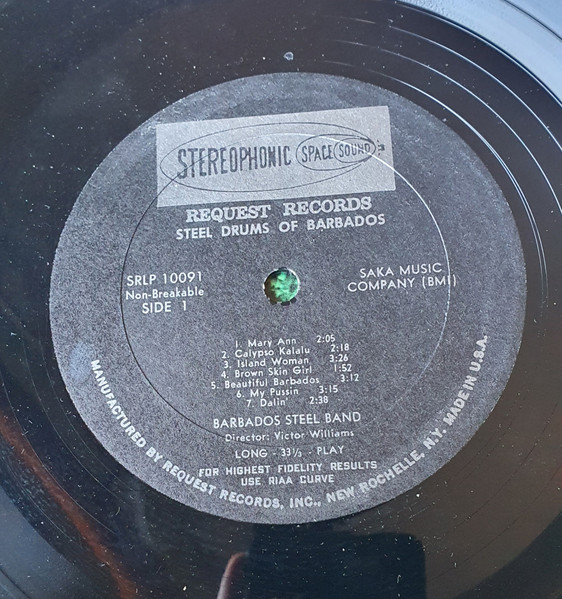 STEREOPHONIC SPACE SOUND
REQUEST RECORDS
STEEL DRUMS OF BARBADOS
SRLP 10091
Non-Breakable
SIDE 1
SAKA MUSIC
COMPANY (BMI)
1. Mary Ann 2:05
2. Calypso Kalalu 2:18
3. Island Woman 3:26
4. Brown Skin Girl 1:52
5. Beautiful Barbados 3:12
6. My Pussin 3:15
7. Dalin' 2:38
BARBADOS STEEL BAND
Director: Victor Williams
LONG - 33⅓ - PLAY
FOR HIGHEST FIDELITY RESULTS
USE RIAA CURVE
MANUFACTURED BY REQUEST RECORDS, INC., NEW ROCHELLE, N.Y. MADE IN U.S.A.